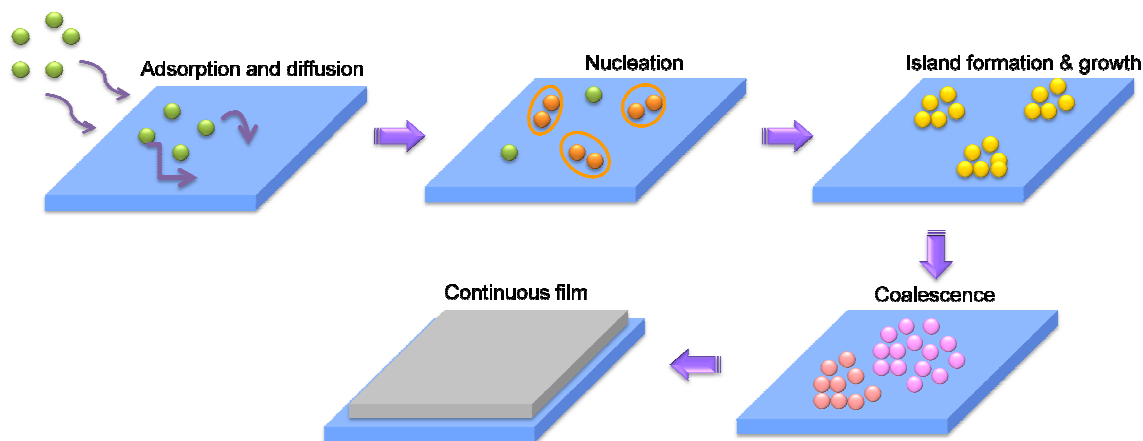 Adsorption and diffusion
Nucleation
Island formation & growth
Coalescence
Continuous film